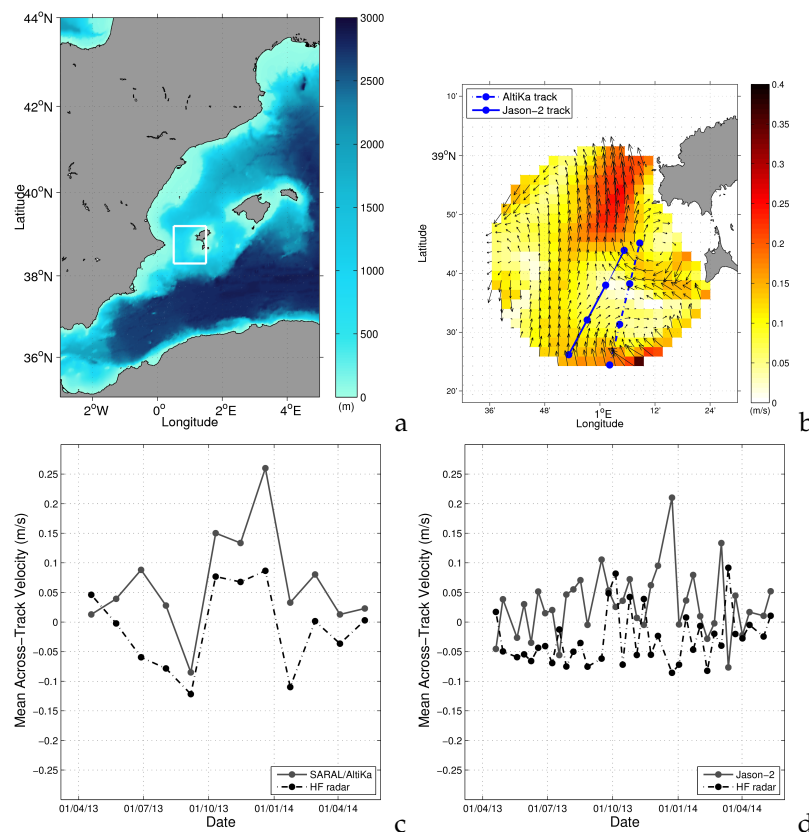 44°N
42°N
40°N
38°N
36°N
Latitude
2°W
0°
2°E
4°E
Longitude
3000
2500
2000
1500
1000
500
0
(m)
a
AltiKa track
Jason-2 track
10'
39°N
50'
40'
30'
20'
Latitude
36'
48'
1°E
12'
24'
Longitude
0.4
0.35
0.3
0.25
0.2
0.15
0.1
0.05
0
(m/s)
b
Mean Across-Track Velocity (m/s)
0.25
0.2
0.15
0.1
0.05
0
−0.05
−0.1
−0.15
−0.2
−0.25
SARAL/AltiKa
HF radar
01/04/13 01/07/13 01/10/13 01/01/14 01/04/14
Date
c
Mean Across-Track Velocity (m/s)
0.25
0.2
0.15
0.1
0.05
0
−0.05
−0.1
−0.15
−0.2
−0.25
Jason−2
HF radar
01/04/13 01/07/13 01/10/13 01/01/14 01/04/14
Date
d